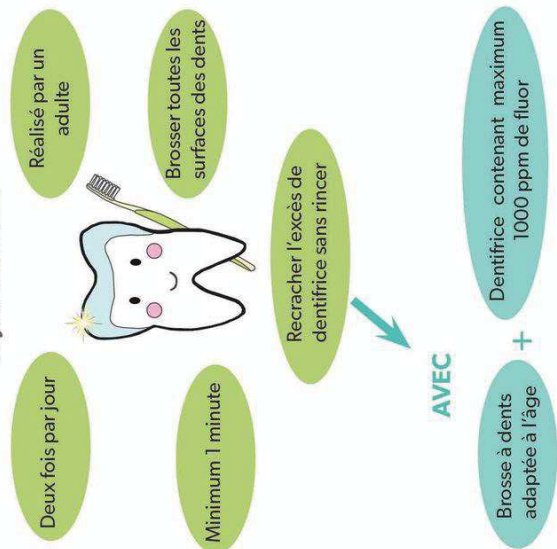 Deux fois par jour
Réalisé par un
adulte
Minimum 1 minute
Brosser toutes les
surfaces des dents
Recracher l'excès de
dentifrice sans rincer
AVEC
Brosse à dents
adaptée à l'âge
+
Dentifrice contenant maximum
1000 ppm de fluor